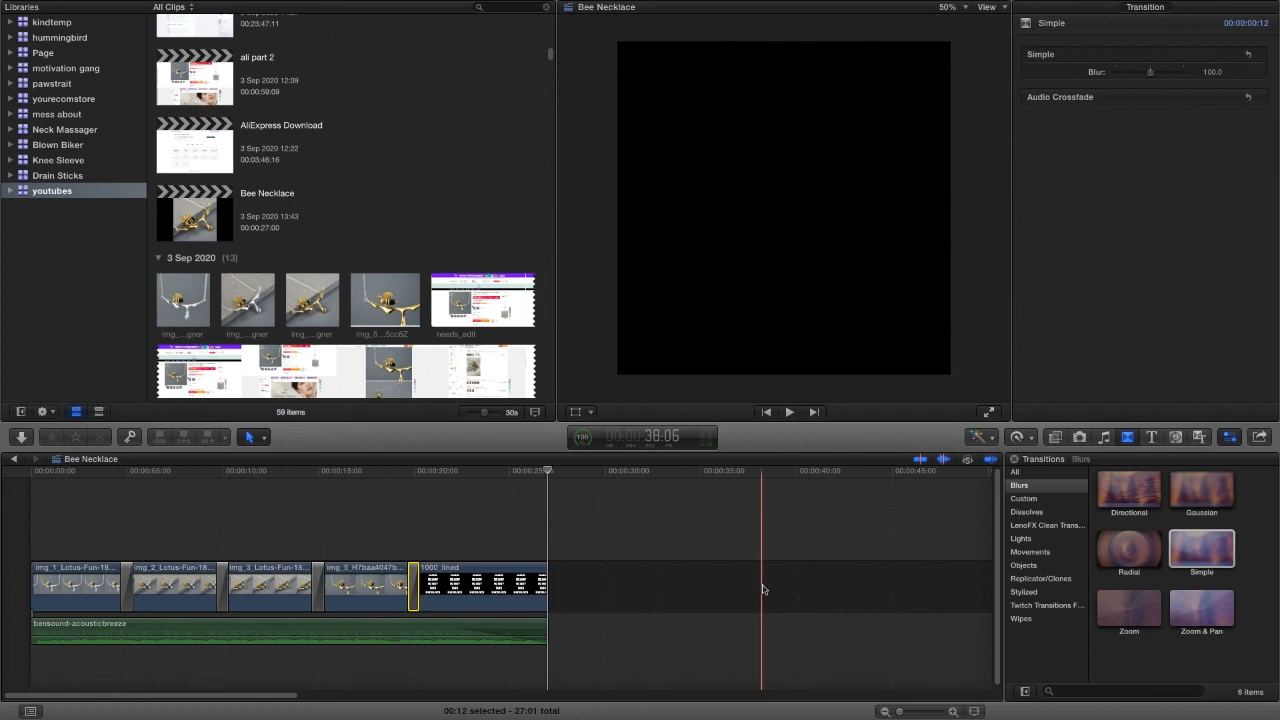 Libraries
All Clips
Bee Necklace
50%
View
Transition
kindtemp
hummingbird
Page
motivation gang
pawstrait
yourecomstore
mess about
Neck Massager
Blown Biker
Knee Sleeve
Drain Sticks
youtubes
00:23:47:11
ali part 2
3 Sep 2020 12:09
00:00:59:09
AliExpress Download
3 Sep 2020 12:22
00:03:46:16
Bee Necklace
3 Sep 2020 13:43
00:00:27:00
3 Sep 2020 (13)
img_...gner
img_...gner
img_...gner
img_5...5cc6Z
needs_edit
59 items
30s
Simple
00:00:00:12
Simple
Blur: 100.0
Audio Crossfade
100
00:00:36:06
HR
Bee Necklace
00:00:00:00
00:00:05:00
00:00:10:00
00:00:15:00
00:00:20:00
00:00:25
00:00:30:00
00:00:35:00
00:00:40:00
00:00:45:00
img_1_Lotus-Fun-18...
img_2_Lotus-Fun-18...
img_3_Lotus-Fun-18...
img_5_H7baa4047b...
1000_lined
bensound-acousticbreeze
Transitions
Blurs
All
Blurs
Custom
Dissolves
LenoFX Clean Trans...
Lights
Movements
Objects
Replicator/Clones
Stylized
Twitch Transitions F...
Wipes
Directional
Gaussian
Radial
Simple
Zoom
Zoom & Pan
6 items
00:12 selected - 27:01 total